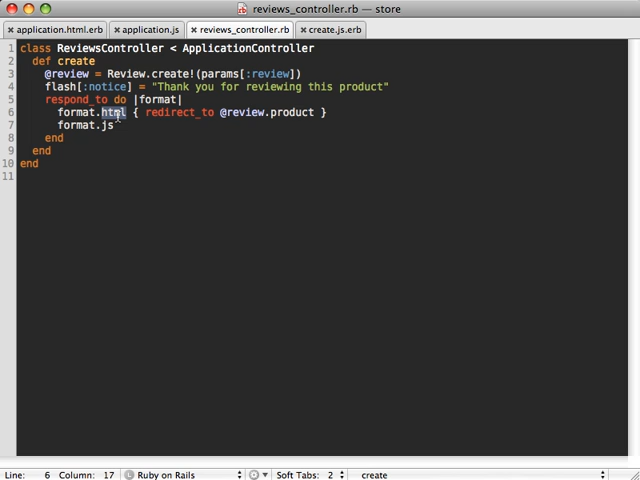 reviews_controller.rb — store
application.html.erb
application.js
reviews_controller.rb
create.js.erb
1 class ReviewsController < ApplicationController
2 def create
3 @review = Review.create!(params[:review])
4 flash[:notice] = "Thank you for reviewing this product"
5 respond_to do |format|
6 format.html { redirect_to @review.product }
7 format.js
8 end
9 end
10 end
11
Line: 6 Column: 17 Ruby on Rails Soft Tabs: 2 create